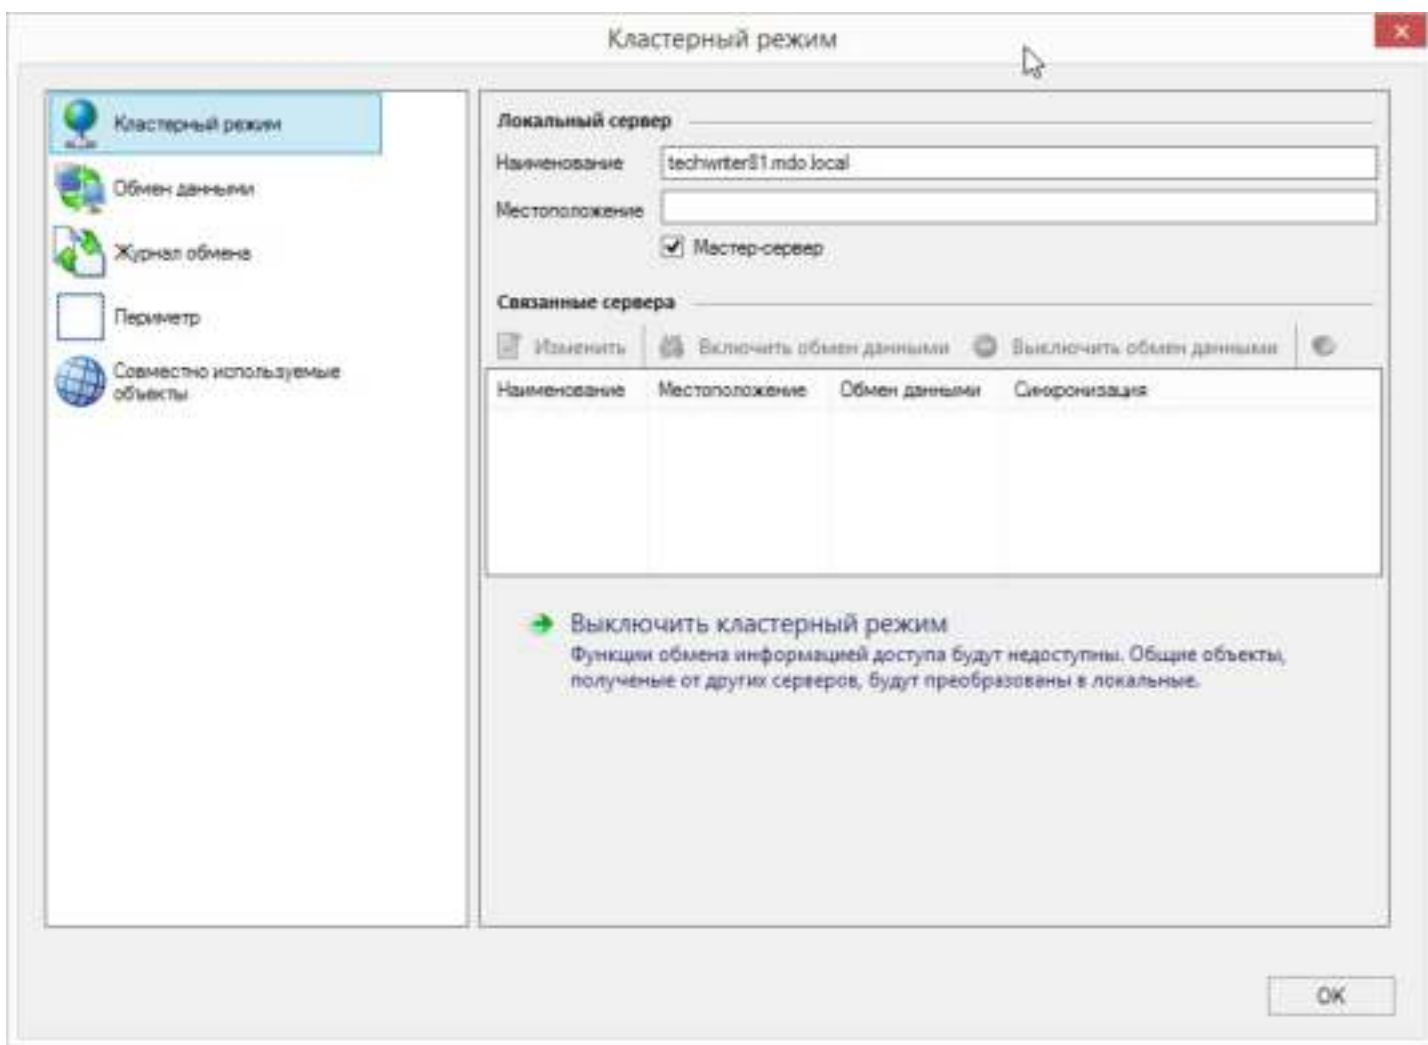 Кластерный режим
Кластерный режим
Обмен данными
Журнал обмена
Периметр
Совместно используемые
объекты
Локальный сервер
Наименование
techwriter81.mdo.local
Местоположение
Мастер-сервер
Связанные сервера
Изменить
Включить обмен данными
Выключить обмен данными
Наименование
Местоположение
Обмен данными
Синхронизация
Выключить кластерный режим
Функции обмена информацией доступа будут недоступны. Общие объекты,
полученые от других серверов, будут преобразованы в локальные.
OK